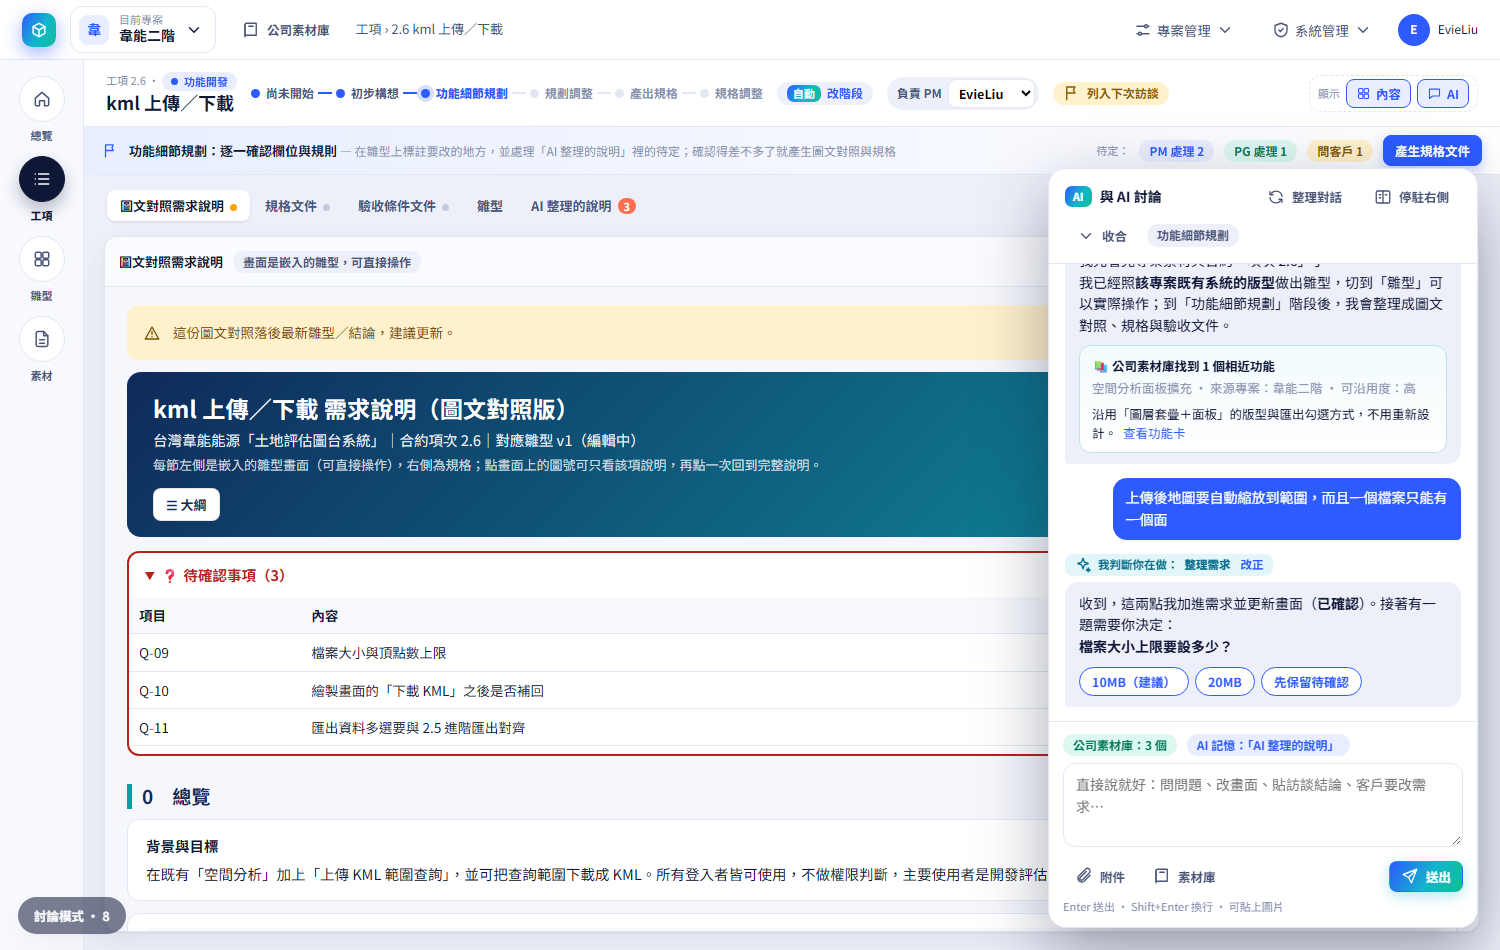 韋
目前專案
韋能二階
公司素材庫
工項 › 2.6 kml 上傳／下載
專案管理
系統管理
E
EvieLiu
總覽
工項
雛型
素材
工項 2.6 ・ 功能開發
kml 上傳／下載
尚未開始
初步構想
功能細節規劃
規劃調整
產出規格
規格調整
自動 改階段
負責 PM EvieLiu
列入下次訪談
顯示
內容
AI
功能細節規劃：逐一確認欄位與規則 — 在雛型上標註要改的地方，並處理「AI 整理的說明」裡的待定；確認得差不多了就產生圖文對照與規格
待定：
PM 處理 2
PG 處理 1
問客戶 1
產生規格文件
圖文對照需求說明
規格文件
驗收條件文件
雛型
AI 整理的說明 3
圖文對照需求說明
畫面是嵌入的雛型，可直接操作
這份圖文對照落後最新雛型／結論，建議更新。
kml 上傳／下載 需求說明（圖文對照版）
台灣韋能能源「土地評估圖台系統」｜合約項次 2.6｜對應雛型 v1（編輯中）
每節左側是嵌入的雛型畫面（可直接操作），右側為規格；點畫面上的圖號可只看該項說明，再點一次回到完整說明。
☰ 大綱
▼ ❓ 待確認事項（3）
項目 內容
Q-09 檔案大小與頂點數上限
Q-10 繪製畫面的「下載 KML」之後是否補回
Q-11 匯出資料多選要與 2.5 進階匯出對齊
0 總覽
背景與目標
在既有「空間分析」加上「上傳 KML 範圍查詢」，並可把查詢範圍下載成 KML。所有登入者皆可使用，不做權限判斷，主要使用者是開發評估
討論模式 ・ 8
AI 與 AI 討論
整理對話
停駐右側
收合
功能細節規劃
我已經照該專案既有系統的版型做出雛型，切到「雛型」可
以實際操作；到「功能細節規劃」階段後，我會整理成圖文
對照、規格與驗收文件。
公司素材庫找到 1 個相近功能
空間分析面板擴充 ・ 來源專案：韋能二階 ・ 可沿用度：高
沿用「圖層套疊＋面板」的版型與匯出勾選方式，不用重新設
計。 查看功能卡
上傳後地圖要自動縮放到範圍，而且一個檔案只能有
一個面
我判斷你在做： 整理需求 改正
收到，這兩點我加進需求並更新畫面（已確認）。接著有一
題需要你決定：
檔案大小上限要設多少？
10MB（建議）
20MB
先保留待確認
公司素材庫：3 個
AI 記憶：「AI 整理的說明」
直接說就好：問問題、改畫面、貼訪談結論、客戶要改需
求…
附件
素材庫
送出
Enter 送出 ・ Shift+Enter 換行 ・ 可貼上圖片